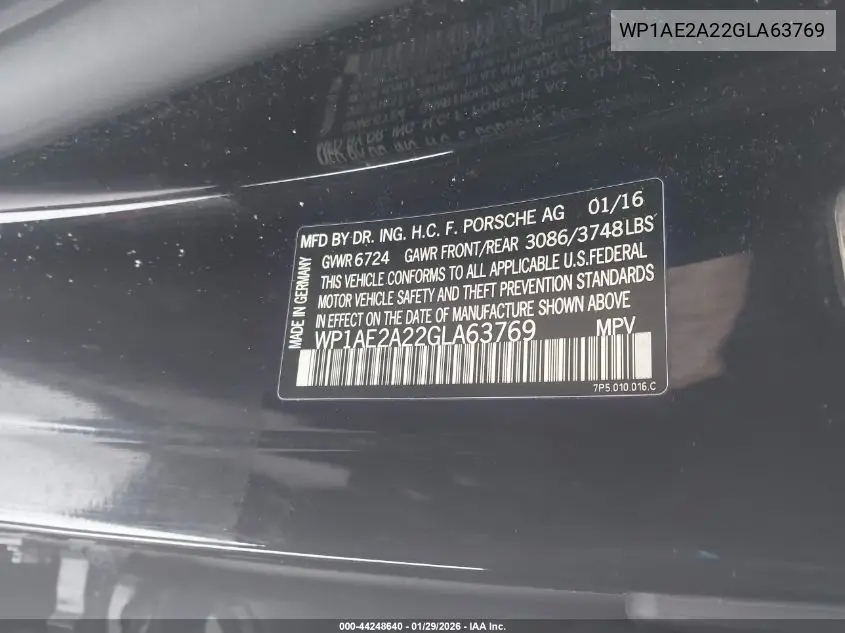 WP1AE2A22GLA63769
MFD BY DR. ING. H.C. F. PORSCHE AG 01/16
GVWR 6724 GAWR FRONT/REAR 3086/3748 LBS
THIS VEHICLE CONFORMS TO ALL APPLICABLE U.S. FEDERAL
MOTOR VEHICLE SAFETY AND THEFT PREVENTION STANDARDS
IN EFFECT ON THE DATE OF MANUFACTURE SHOWN ABOVE
WP1AE2A22GLA63769 MPV
MADE IN GERMANY
7P5.010.016.C
000-44248640 - 01/29/2026 - IAA Inc.